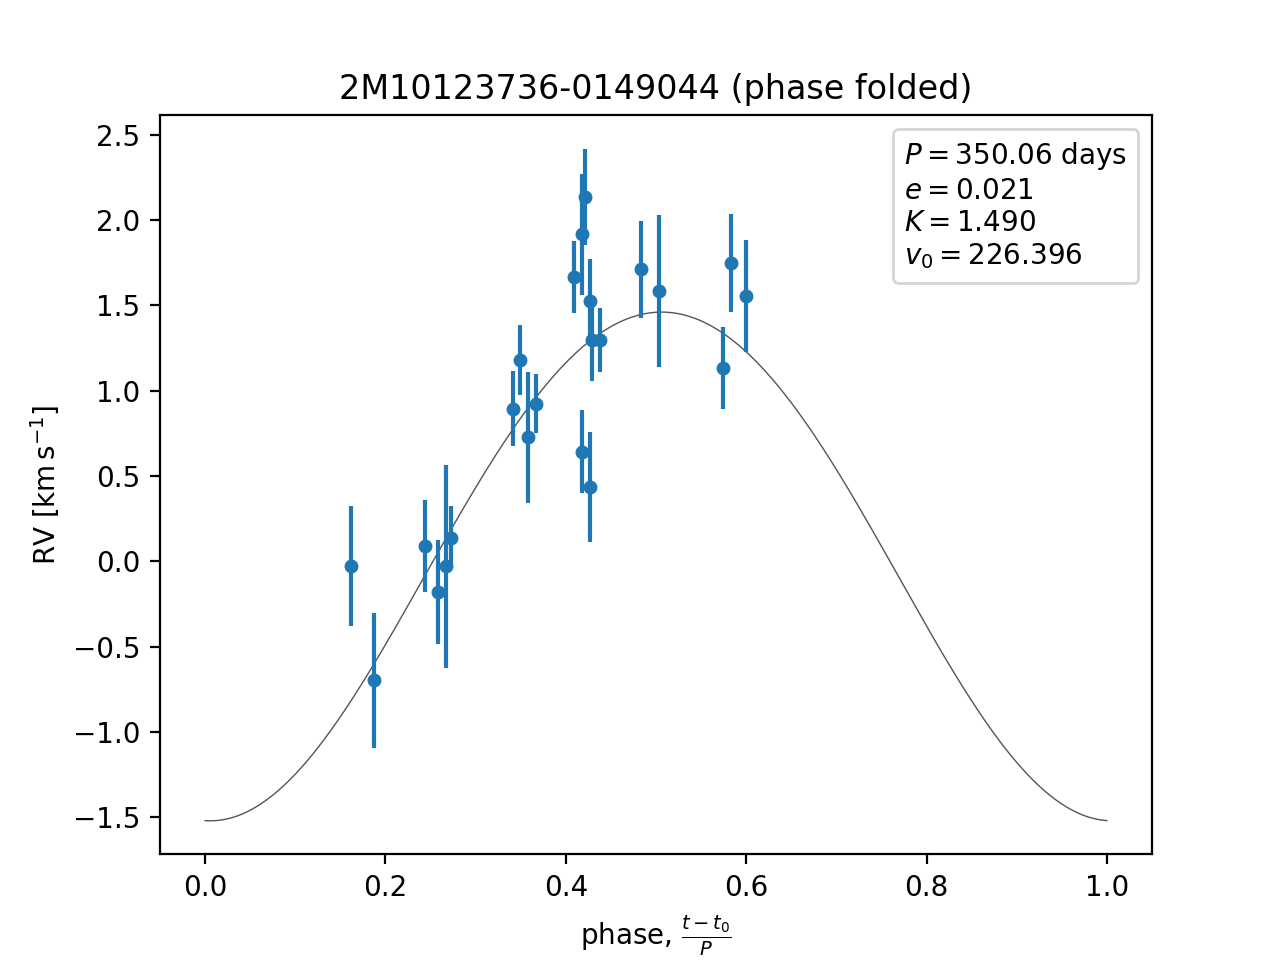 2M10123736-0149044 (phase folded)
P = 350.06 days
e = 0.021
K = 1.490
v₀ = 226.396
RV [km s⁻¹]
2.5
2.0
1.5
1.0
0.5
0.0
−0.5
−1.0
−1.5
0.0 0.2 0.4 0.6 0.8 1.0
phase, (t − t₀)/P